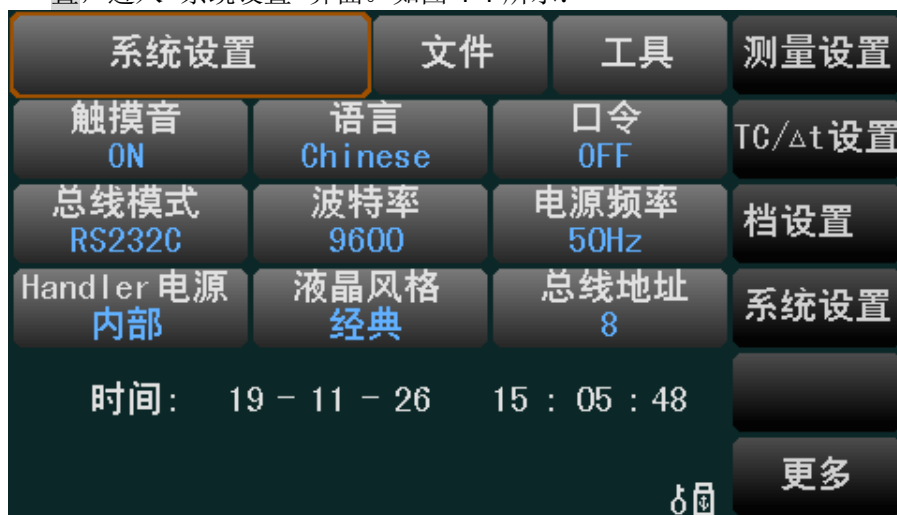 系统设置 文件 工具 测量设置
触摸音 语言 口令 TC/△t设置
ON Chinese OFF
总线模式 波特率 电源频率 档设置
RS232C 9600 50Hz
Handler电源 液晶风格 总线地址 系统设置
内部 经典 8
时间: 19-11-26 15:05:48
更多